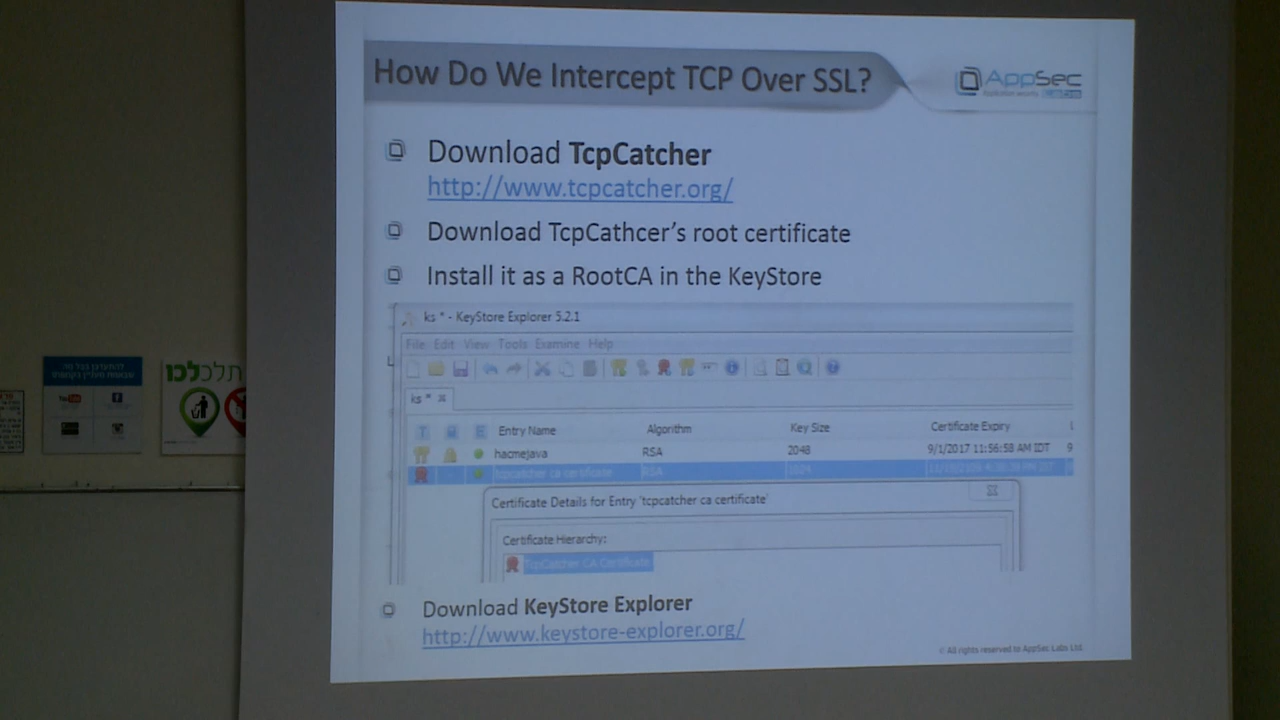 How Do We Intercept TCP Over SSL?
AppSec
Labs
Download TcpCatcher
http://www.tcpcatcher.org/
Download TcpCathcer's root certificate
Install it as a RootCA in the KeyStore
ks * - KeyStore Explorer 5.2.1
File Edit View Tools Examine Help
ks *
T E Entry Name Algorithm Key Size Certificate Expiry
hacmejava RSA 2048 9/1/2017 11:56:58 AM IDT 9
tcpcatcher ca certificate RSA 1024
Certificate Details for Entry 'tcpcatcher ca certificate'
Certificate Hierarchy:
TcpCatcher CA Certificate
Download KeyStore Explorer
http://www.keystore-explorer.org/
© All rights reserved to AppSec Labs Ltd.
YouTube
תלכלכו